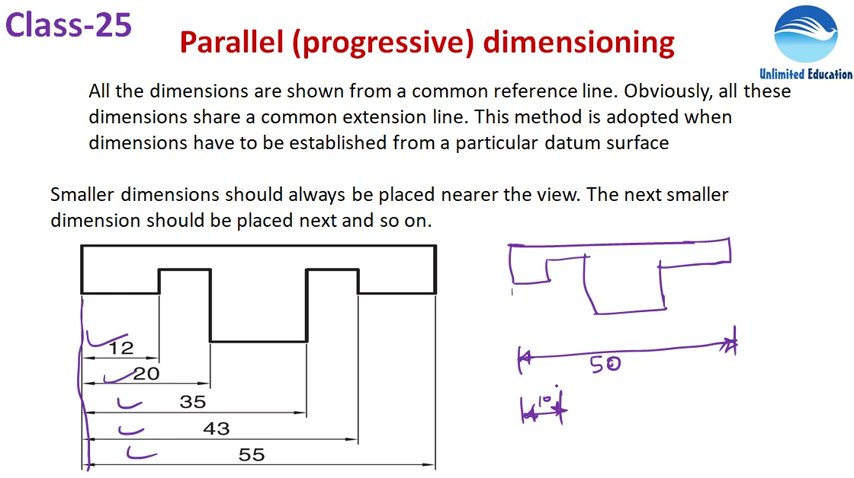 Class-25
Parallel (progressive) dimensioning
Unlimited Education
All the dimensions are shown from a common reference line. Obviously, all these
dimensions share a common extension line. This method is adopted when
dimensions have to be established from a particular datum surface
Smaller dimensions should always be placed nearer the view. The next smaller
dimension should be placed next and so on.
12
20
35
43
55
50
10